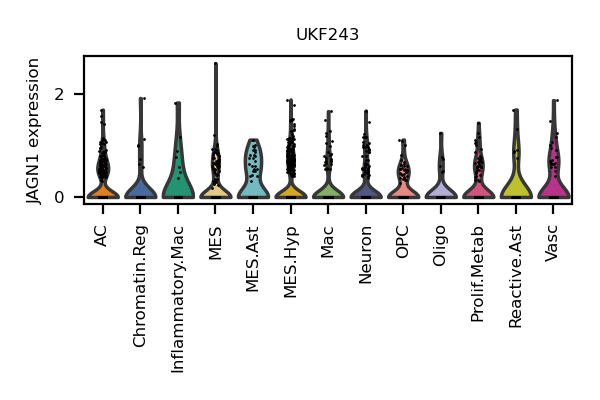 UKF243
JAGN1 expression
2
0
AC
Chromatin.Reg
Inflammatory.Mac
MES
MES.Ast
MES.Hyp
Mac
Neuron
OPC
Oligo
Prolif.Metab
Reactive.Ast
Vasc